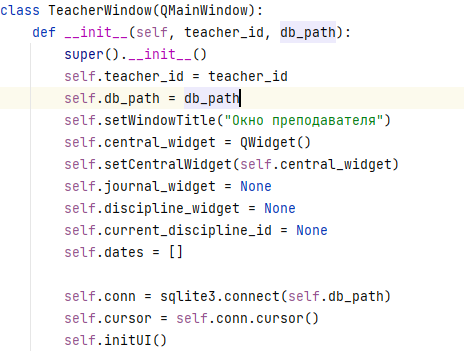 class TeacherWindow(QMainWindow):
    def __init__(self, teacher_id, db_path):
        super().__init__()
        self.teacher_id = teacher_id
        self.db_path = db_path
        self.setWindowTitle("Окно преподавателя")
        self.central_widget = QWidget()
        self.setCentralWidget(self.central_widget)
        self.journal_widget = None
        self.discipline_widget = None
        self.current_discipline_id = None
        self.dates = []

        self.conn = sqlite3.connect(self.db_path)
        self.cursor = self.conn.cursor()
        self.initUI()